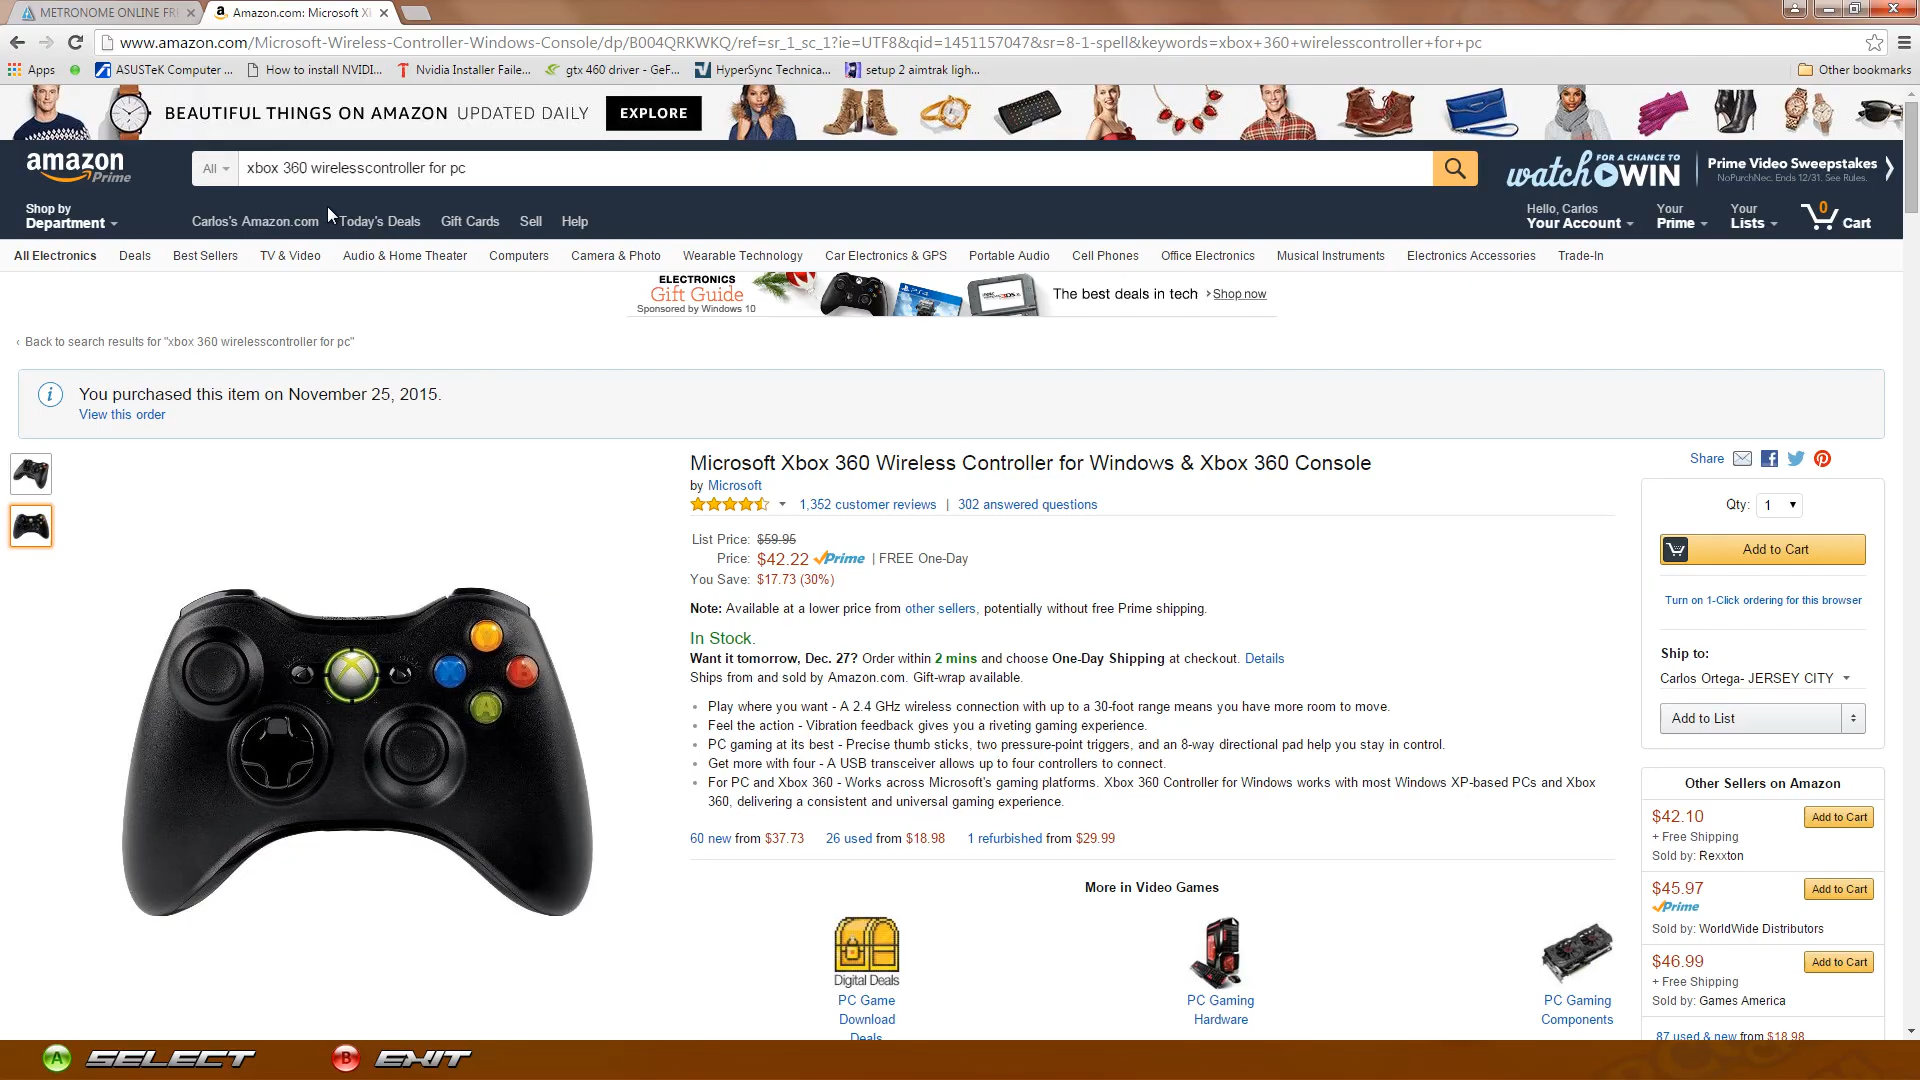 METRONOME ONLINE FRE
Amazon.com: Microsoft X
www.amazon.com/Microsoft-Wireless-Controller-Windows-Console/dp/B004QRKWKQ/ref=sr_1_sc_1?ie=UTF8&qid=1451157047&sr=8-1-spell&keywords=xbox+360+wirelesscontroller+for+pc
Apps ASUSTeK Computer ... How to install NVIDI... Nvidia Installer Faile... gtx 460 driver - GeF... HyperSync Technica... setup 2 aimtrak ligh... Other bookmarks
BEAUTIFUL THINGS ON AMAZON UPDATED DAILY EXPLORE
amazon Prime
All xbox 360 wirelesscontroller for pc
watch & WIN FOR A CHANCE TO
Prime Video Sweepstakes
NoPurchNec. Ends 12/31. See Rules.
Shop by
Department
Carlos's Amazon.com Today's Deals Gift Cards Sell Help
Hello, Carlos
Your Account
Your
Prime
Your
Lists
0
Cart
All Electronics Deals Best Sellers TV & Video Audio & Home Theater Computers Camera & Photo Wearable Technology Car Electronics & GPS Portable Audio Cell Phones Office Electronics Musical Instruments Electronics Accessories Trade-In
ELECTRONICS
Gift Guide
Sponsored by Windows 10
The best deals in tech › Shop now
‹ Back to search results for "xbox 360 wirelesscontroller for pc"
You purchased this item on November 25, 2015.
View this order
Microsoft Xbox 360 Wireless Controller for Windows & Xbox 360 Console
by Microsoft
1,352 customer reviews | 302 answered questions
List Price: $59.95
Price: $42.22 Prime | FREE One-Day
You Save: $17.73 (30%)
Note: Available at a lower price from other sellers, potentially without free Prime shipping.
In Stock.
Want it tomorrow, Dec. 27? Order within 2 mins and choose One-Day Shipping at checkout. Details
Ships from and sold by Amazon.com. Gift-wrap available.
Play where you want - A 2.4 GHz wireless connection with up to a 30-foot range means you have more room to move.
Feel the action - Vibration feedback gives you a riveting gaming experience.
PC gaming at its best - Precise thumb sticks, two pressure-point triggers, and an 8-way directional pad help you stay in control.
Get more with four - A USB transceiver allows up to four controllers to connect.
For PC and Xbox 360 - Works across Microsoft's gaming platforms. Xbox 360 Controller for Windows works with most Windows XP-based PCs and Xbox
360, delivering a consistent and universal gaming experience.
60 new from $37.73 26 used from $18.98 1 refurbished from $29.99
More in Video Games
Digital Deals
PC Game
Download
Deals
PC Gaming
Hardware
PC Gaming
Components
Share
Qty: 1
Add to Cart
Turn on 1-Click ordering for this browser
Ship to:
Carlos Ortega- JERSEY CITY
Add to List
Other Sellers on Amazon
$42.10 Add to Cart
+ Free Shipping
Sold by: Rexxton
$45.97 Add to Cart
Prime
Sold by: WorldWide Distributors
$46.99 Add to Cart
+ Free Shipping
Sold by: Games America
87 used & new from $18.98
Y
X
B
A
A SELECT B EXIT